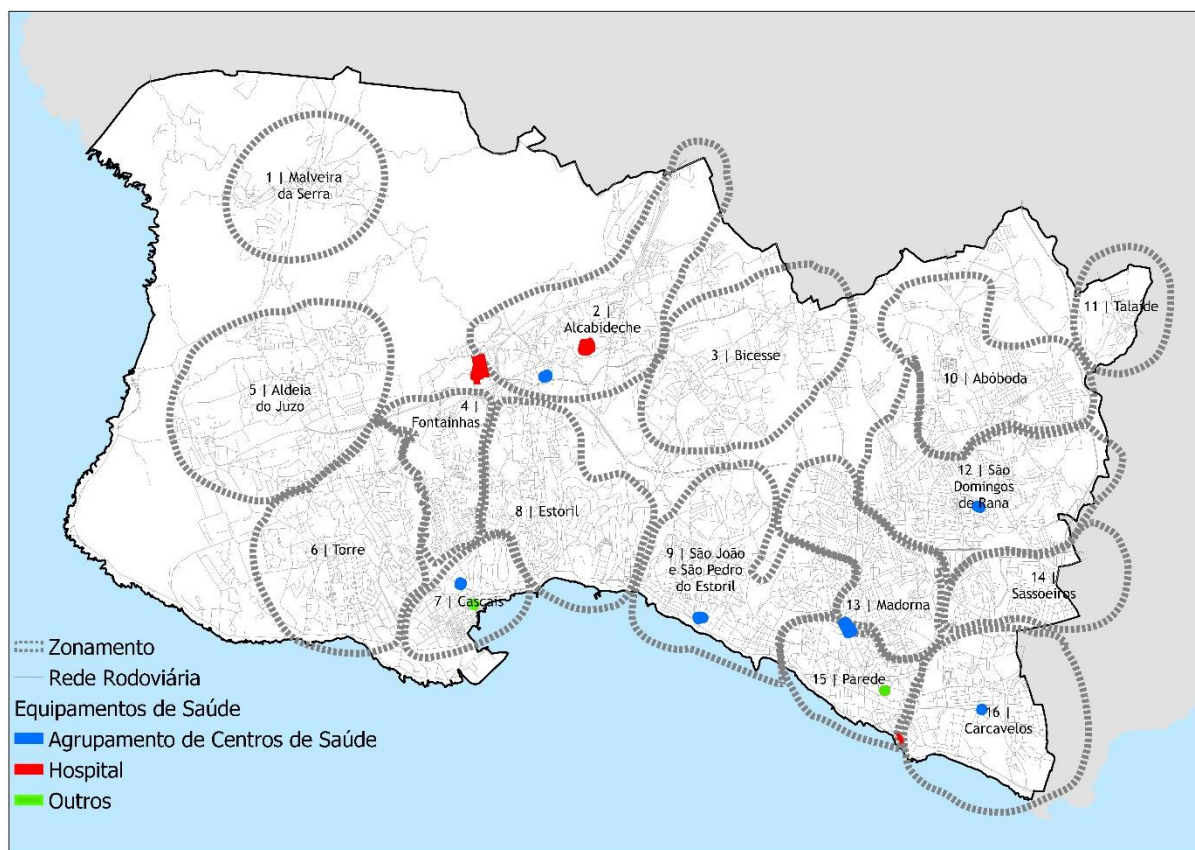 1 | Malveira
da Serra
2 |
Alcabideche
3 | Bicesse
11 | Talaíde
10 | Abóboda
5 | Aldeia
do Juzo
4 |
Fontainhas
12 | São
Domingos
de Rana
8 | Estoril
6 | Torre
9 | São João
e São Pedro
do Estoril
14 |
Sassoeiros
7 | Cascais
13 | Madorna
15 | Parede
16 |
Carcavelos
Zonamento
Rede Rodoviária
Equipamentos de Saúde
Agrupamento de Centros de Saúde
Hospital
Outros